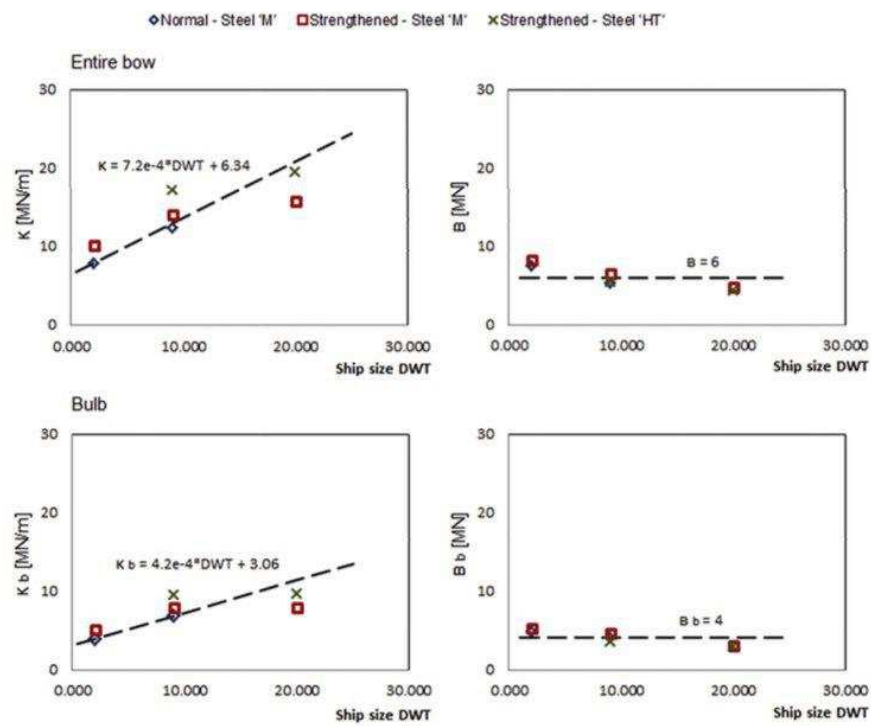 Normal - Steel 'M' Strengthened - Steel 'M' Strengthened - Steel 'HT'
Entire bow
30
20
10
0
K [MN/m]
K = 7.2e-4*DWT + 6.34
0.000 10.000 20.000 30.000
Ship size DWT
30
20
10
0
B [MN]
B = 6
0.000 10.000 20.000 30.000
Ship size DWT
Bulb
30
20
10
0
K b [MN/m]
K b = 4.2e-4*DWT + 3.06
0.000 10.000 20.000 30.000
Ship size DWT
30
20
10
0
B b [MN]
B b = 4
0.000 10.000 20.000 30.000
Ship size DWT